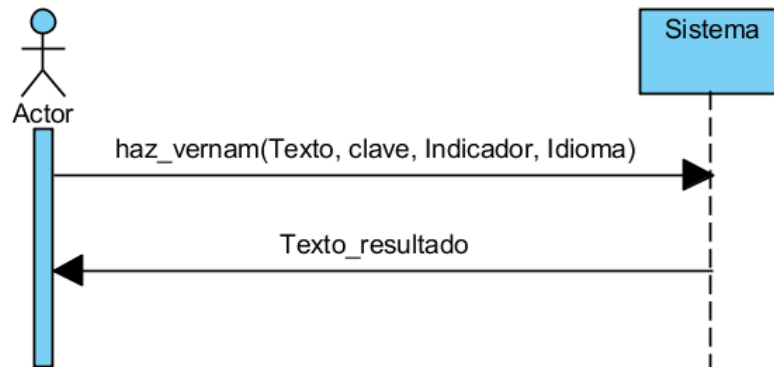 Sistema
Actor
haz_vernam(Texto, clave, Indicador, Idioma)
Texto_resultado